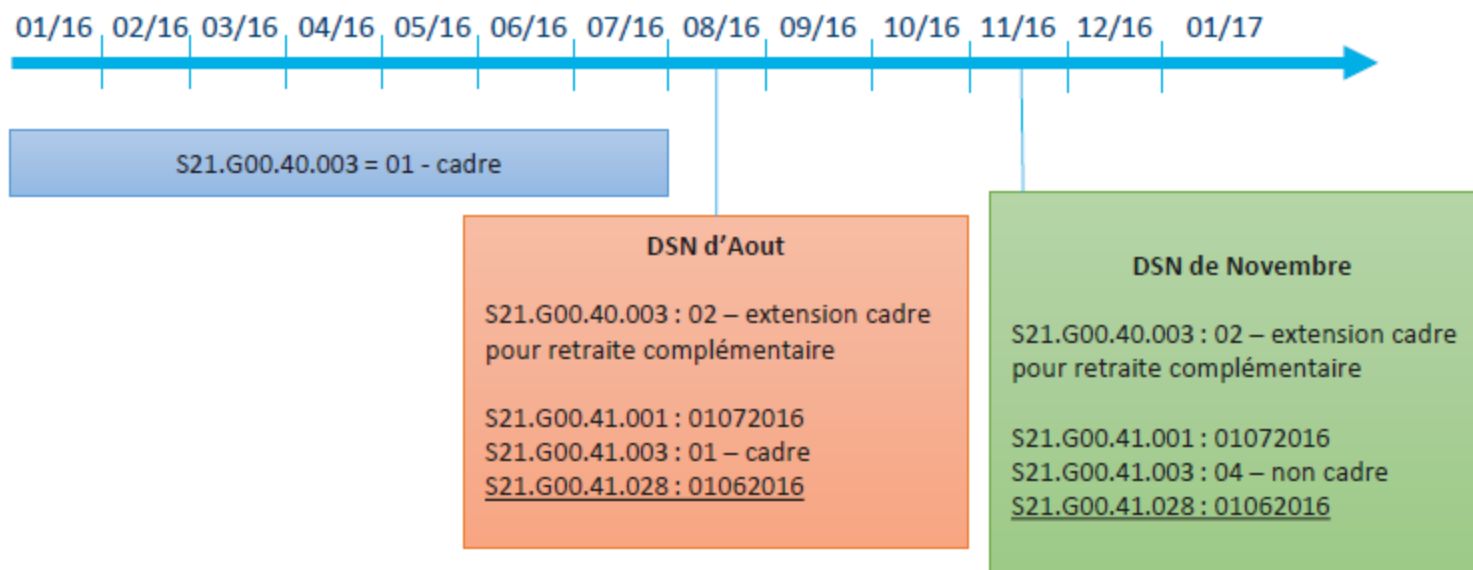 01/16 02/16 03/16 04/16 05/16 06/16 07/16 08/16 09/16 10/16 11/16 12/16 01/17
S21.G00.40.003 = 01 - cadre
DSN d’Aout
S21.G00.40.003 : 02 – extension cadre
pour retraite complémentaire
S21.G00.41.001 : 01072016
S21.G00.41.003 : 01 – cadre
S21.G00.41.028 : 01062016
DSN de Novembre
S21.G00.40.003 : 02 – extension cadre
pour retraite complémentaire
S21.G00.41.001 : 01072016
S21.G00.41.003 : 04 – non cadre
S21.G00.41.028 : 01062016